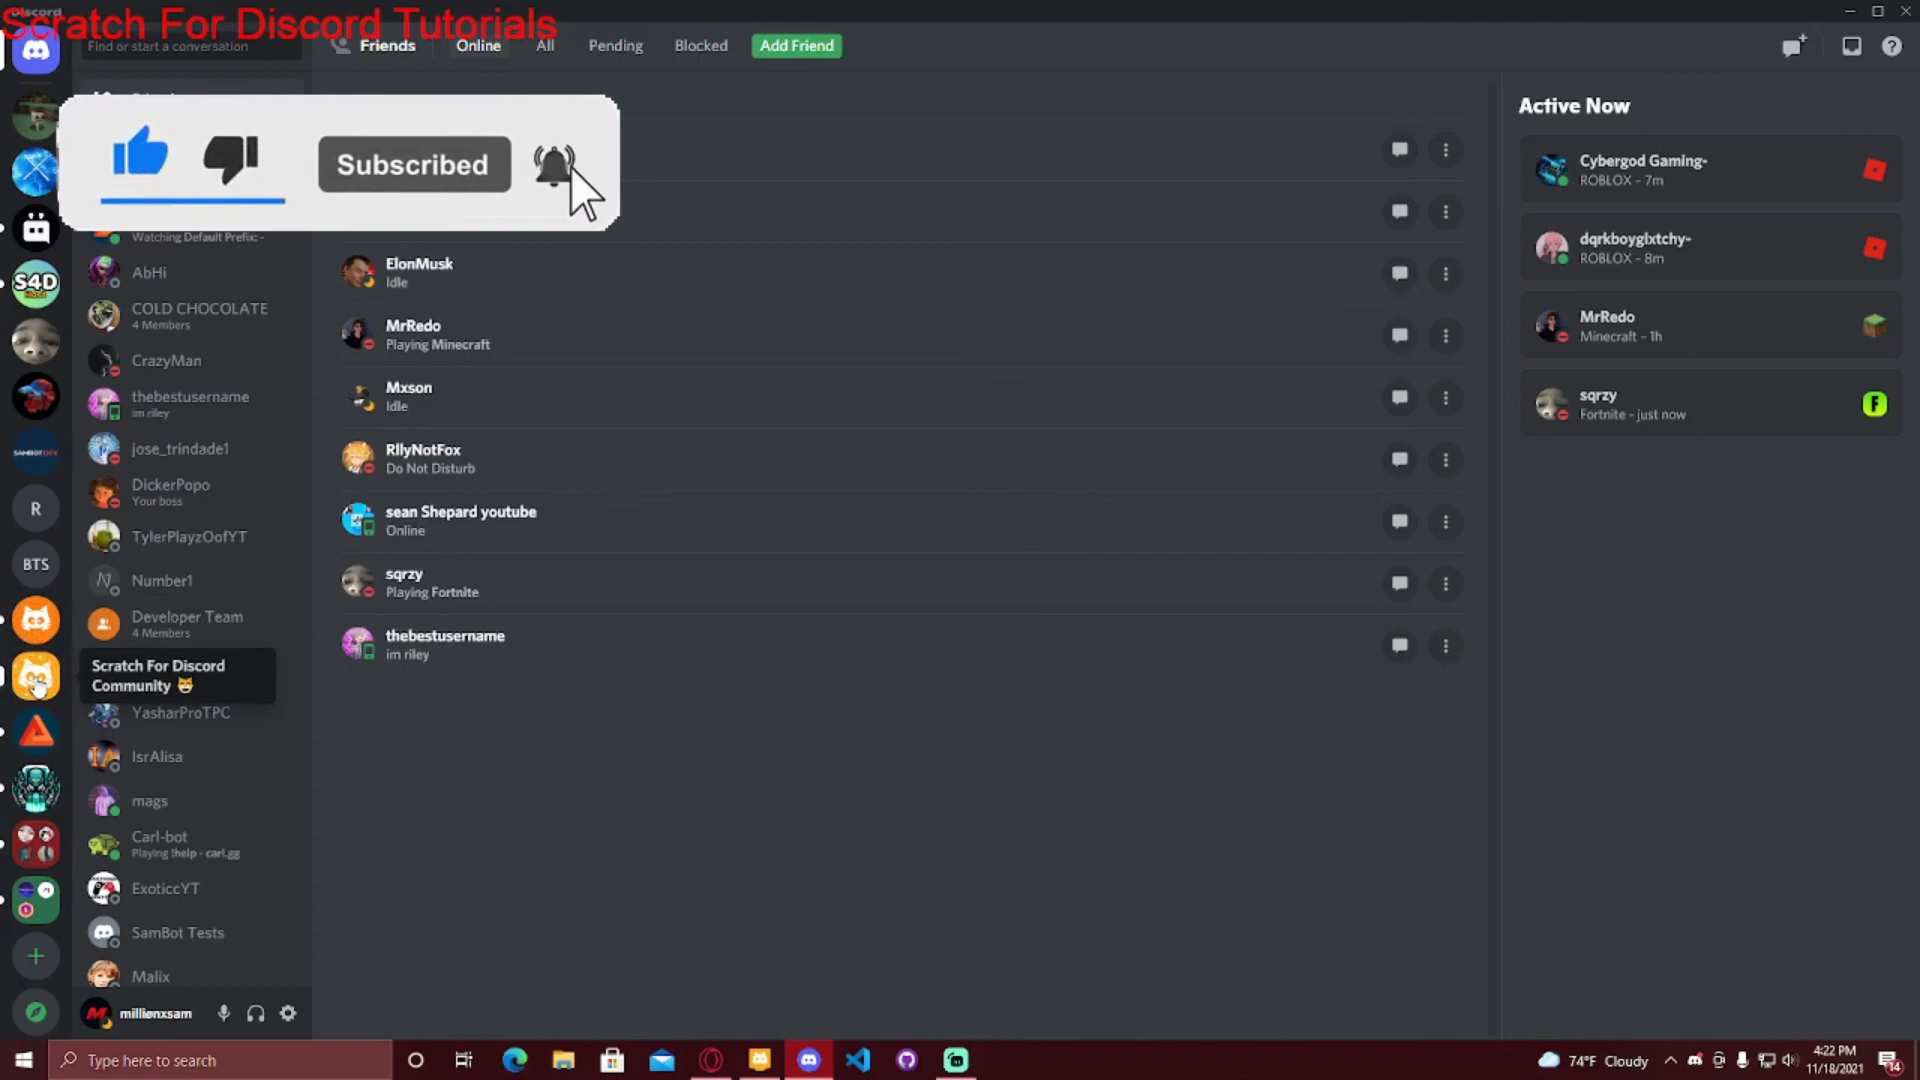 Scratch For Discord Tutorials
Find or start a conversation
Friends
Online
All
Pending
Blocked
Add Friend
Subscribed
Watching Default Prefix: -
AbHi
COLD CHOCOLATE
4 Members
CrazyMan
thebestusername
im riley
jose_trindade1
DickerPopo
Your boss
TylerPlayzOofYT
Number1
Developer Team
4 Members
Scratch For Discord
Community 😸
YasharProTPC
IsrAlisa
mags
Carl-bot
Playing !help - carl.gg
ExoticcYT
SamBot Tests
Malix
millionxsam
S4D
SAMBOT DEV
R
BTS
ElonMusk
Idle
MrRedo
Playing Minecraft
Mxson
Idle
RllyNotFox
Do Not Disturb
sean Shepard youtube
Online
sqrzy
Playing Fortnite
thebestusername
im riley
Active Now
Cybergod Gaming-
ROBLOX - 7m
dqrkboyglxtchy-
ROBLOX - 8m
MrRedo
Minecraft - 1h
sqrzy
Fortnite - just now
Type here to search
74°F Cloudy
4:22 PM
11/18/2021
14